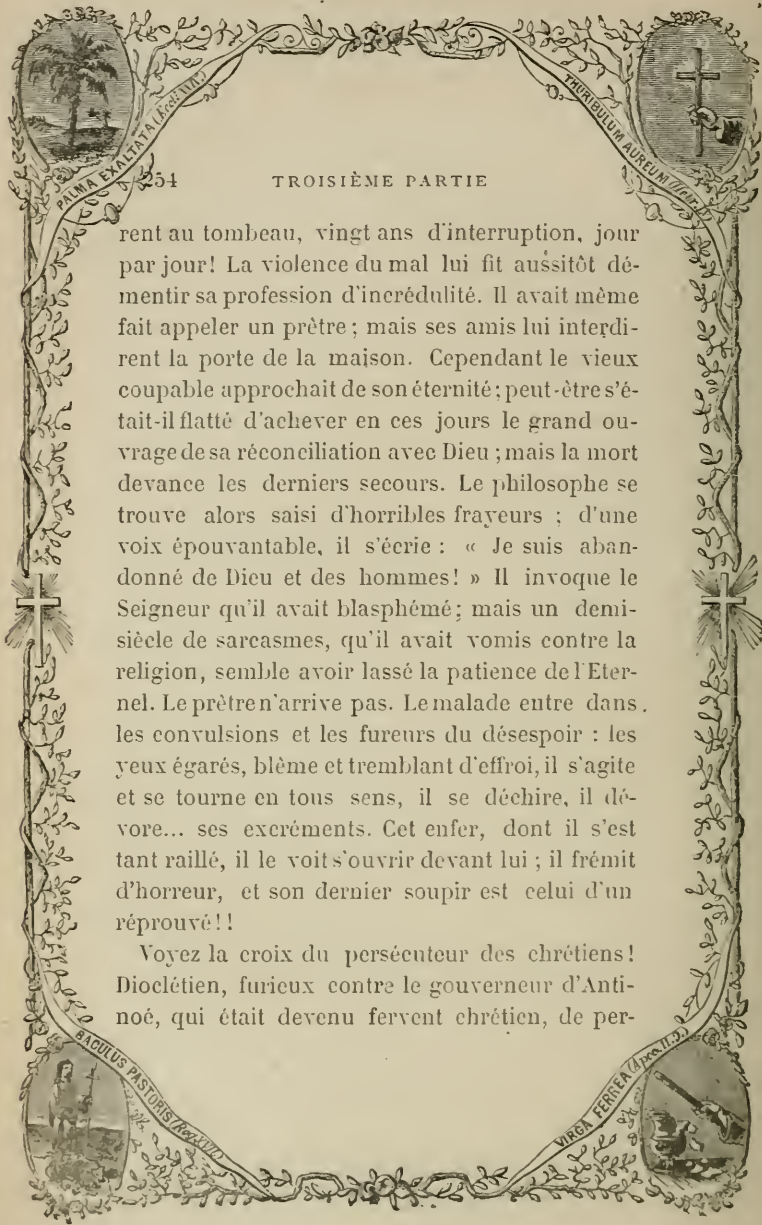 PALMA EXALTATA (Eccli.
THURIBULUM AUREUM
254 TROISIÈME PARTIE
rent au tombeau, vingt ans d'interruption, jour
par jour! La violence du mal lui fit aussitôt dé-
mentir sa profession d'incrédulité. Il avait même
fait appeler un prêtre; mais ses amis lui interdi-
rent la porte de la maison. Cependant le vieux
coupable approchait de son éternité; peut-être s'é-
tait-il flatté d'achever en ces jours le grand ou-
vrage de sa réconciliation avec Dieu; mais la mort
devance les derniers secours. Le philosophe se
trouve alors saisi d'horribles frayeurs : d'une
voix épouvantable, il s'écrie : « Je suis aban-
donné de Dieu et des hommes! » Il invoque le
Seigneur qu'il avait blasphémé; mais un demi-
siècle de sarcasmes, qu'il avait vomis contre la
religion, semble avoir lassé la patience de l'Eter-
nel. Le prêtre n'arrive pas. Le malade entre dans
les convulsions et les fureurs du désespoir : les
yeux égarés, blême et tremblant d'effroi, il s'agite
et se tourne en tous sens, il se déchire, il dé-
vore... ses excréments. Cet enfer, dont il s'est
tant raillé, il le voit s'ouvrir devant lui; il frémit
d'horreur, et son dernier soupir est celui d'un
réprouvé!!
Voyez la croix du persécuteur des chrétiens!
Dioclétien, furieux contre le gouverneur d'Anti-
noé, qui était devenu fervent chrétien, de per-
BACULUS PASTORIS
VIRGA FERREA (Apoc. II.)